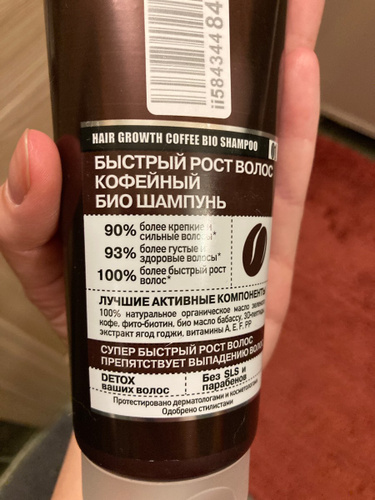 ii584344 84
HAIR GROWTH COFFEE BIO SHAMPOO
БЫСТРЫЙ РОСТ ВОЛОС
КОФЕЙНЫЙ
БИО ШАМПУНЬ
90% более крепкие и
сильные волосы*
93% более густые и
здоровые волосы*
100% более быстрый рост
волос*
ЛУЧШИЕ АКТИВНЫЕ КОМПОНЕНТЫ
100% натуральное органическое масло зеленого
кофе, фито-биотин, био масло бабассу,
экстракт ягод годжи, витамины A, E, F, PP
СУПЕР БЫСТРЫЙ РОСТ ВОЛОС
ПРЕПЯТСТВУЕТ ВЫПАДЕНИЮ
DETOX
ваших волос
Без SLS и
парабенов
Протестировано дерматологами и
Одобрено стилистами